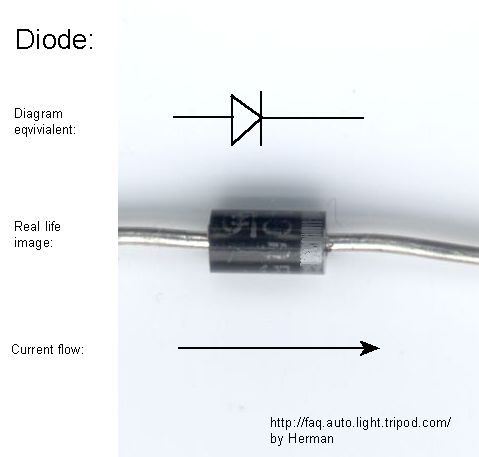 Diode:
Diagram
eqvivialent:
Real life
image:
Current flow:
http://faq.auto.light.tripod.com/
by Herman